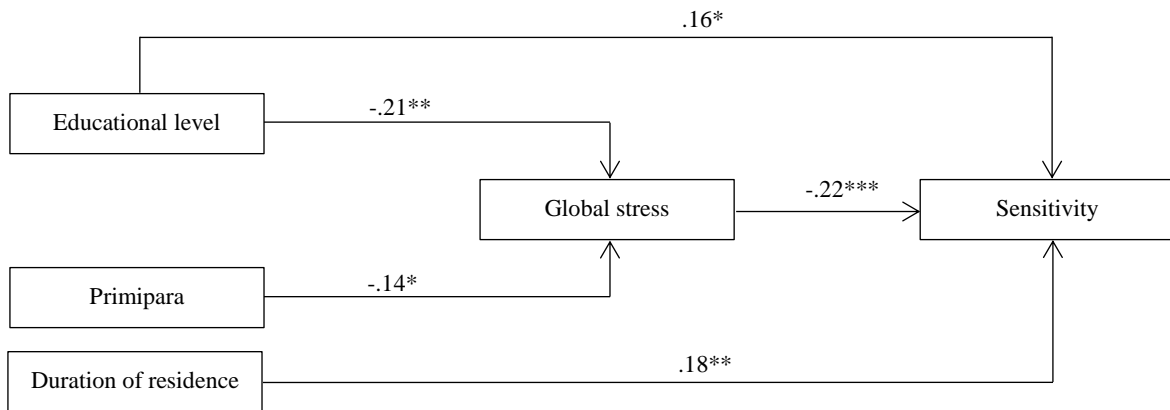 .16*
Educational level
-.21**
Global stress
-.22***
Sensitivity
Primipara
-.14*
Duration of residence
.18**